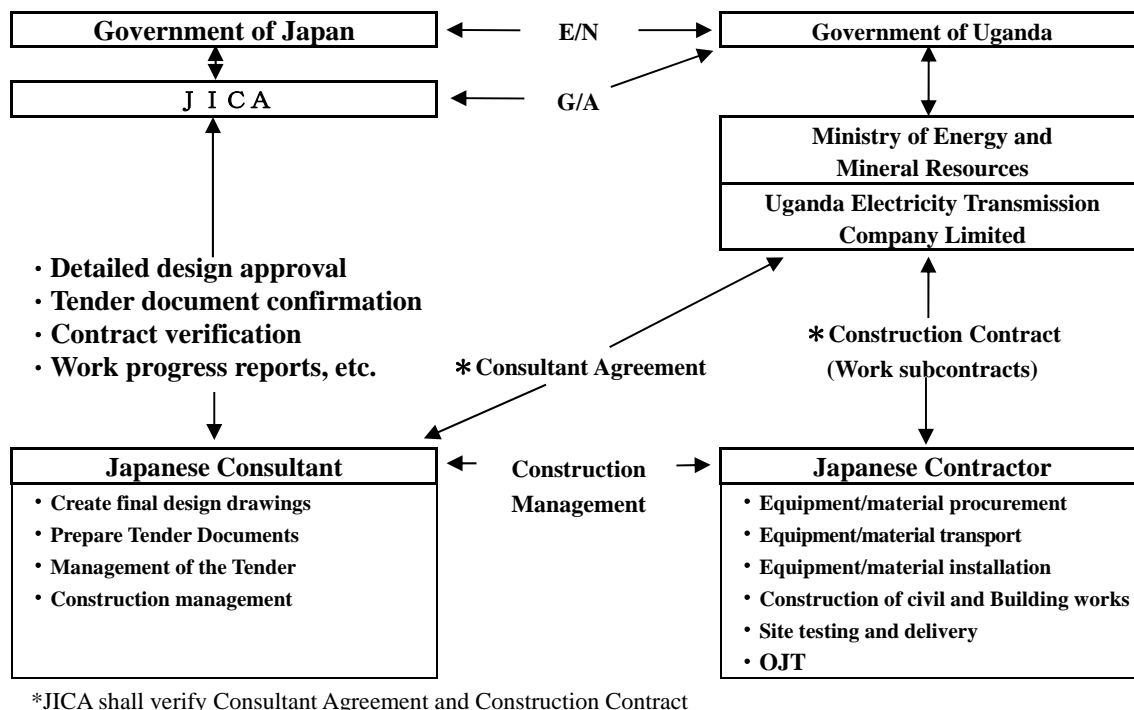 Government of Japan
E/N
Government of Uganda
ＪＩＣＡ
G/A
Ministry of Energy and
Mineral Resources
Uganda Electricity Transmission
Company Limited
・Detailed design approval
・Tender document confirmation
・Contract verification
・Work progress reports, etc.
＊Consultant Agreement
＊Construction Contract
(Work subcontracts)
Japanese Consultant
・Create final design drawings
・Prepare Tender Documents
・Management of the Tender
・Construction management
Construction
Management
Japanese Contractor
・Equipment/material procurement
・Equipment/material transport
・Equipment/material installation
・Construction of civil and Building works
・Site testing and delivery
・OJT
*JICA shall verify Consultant Agreement and Construction Contract